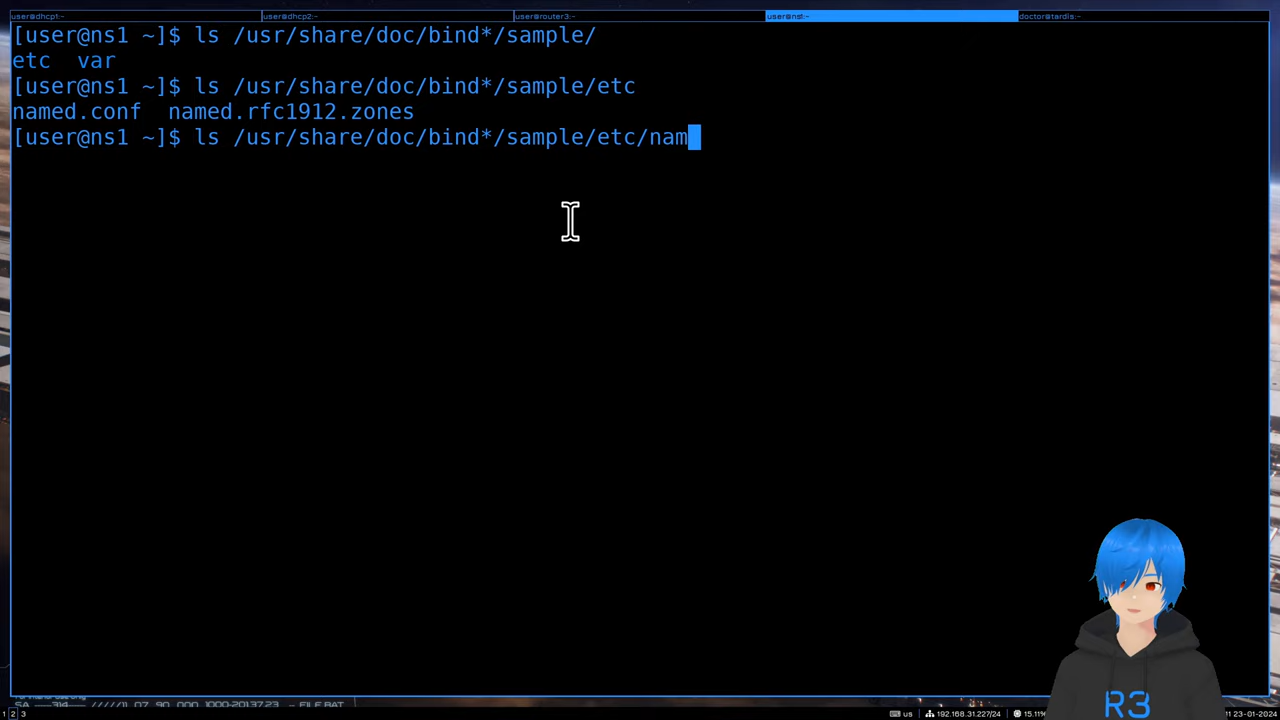 user@dhcp1:~ user@dhcp2:~ user@router3:~ user@ns1:~ doctor@tardis:~
[user@ns1 ~]$ ls /usr/share/doc/bind*/sample/
etc var
[user@ns1 ~]$ ls /usr/share/doc/bind*/sample/etc
named.conf named.rfc1912.zones
[user@ns1 ~]$ ls /usr/share/doc/bind*/sample/etc/nam
R3
1 2 3 us 192.168.31.227/24 15.11% 11 23-01-2024